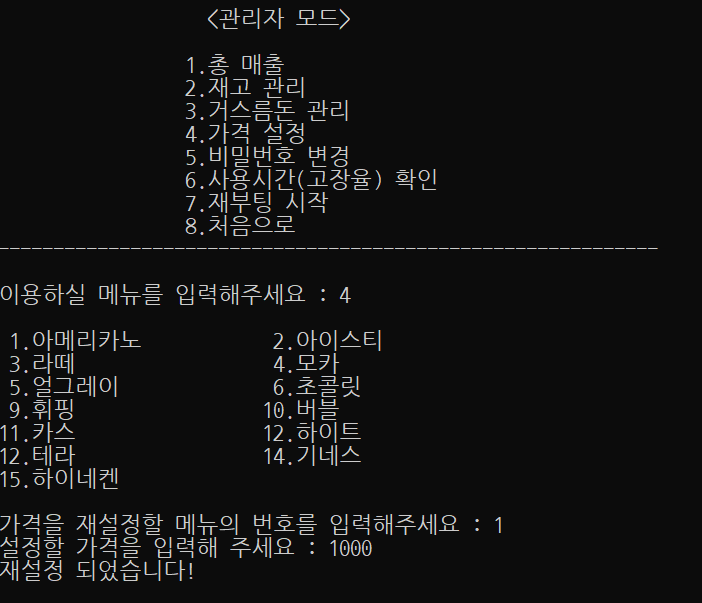 <관리자 모드>
1.총 매출
2.재고 관리
3.거스름돈 관리
4.가격 설정
5.비밀번호 변경
6.사용시간(고장율) 확인
7.재부팅 시작
8.처음으로
------------------------------------------------------------
이용하실 메뉴를 입력해주세요 : 4
1.아메리카노 2.아이스티
3.라떼 4.모카
5.얼그레이 6.초콜릿
9.휘핑 10.버블
11.카스 12.하이트
12.테라 14.기네스
15.하이네켄
가격을 재설정할 메뉴의 번호를 입력해주세요 : 1
설정할 가격을 입력해 주세요 : 1000
재설정 되었습니다!